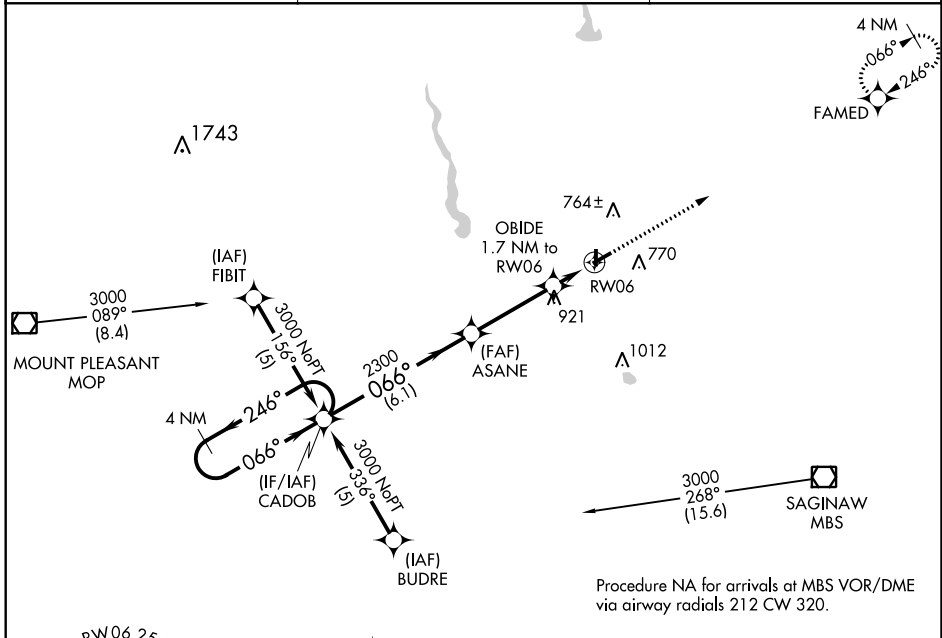 4 NM
066°
246°
FAMED
1743
764±
OBIDE
1.7 NM to
RW06
770
RW06
(IAF)
FIBIT
3000
089°
(8.4)
MOUNT PLEASANT
MOP
3000 NoPT
156°
(5)
921
(FAF)
ASANE
1012
2300
066°
(6.1)
4 NM
246°
066°
(IF/IAF)
CADOB
3000 NoPT
336°
(5)
3000
268°
(15.6)
SAGINAW
MBS
(IAF)
BUDRE
Procedure NA for arrivals at MBS VOR/DME
via airway radials 212 CW 320.
RW06 25